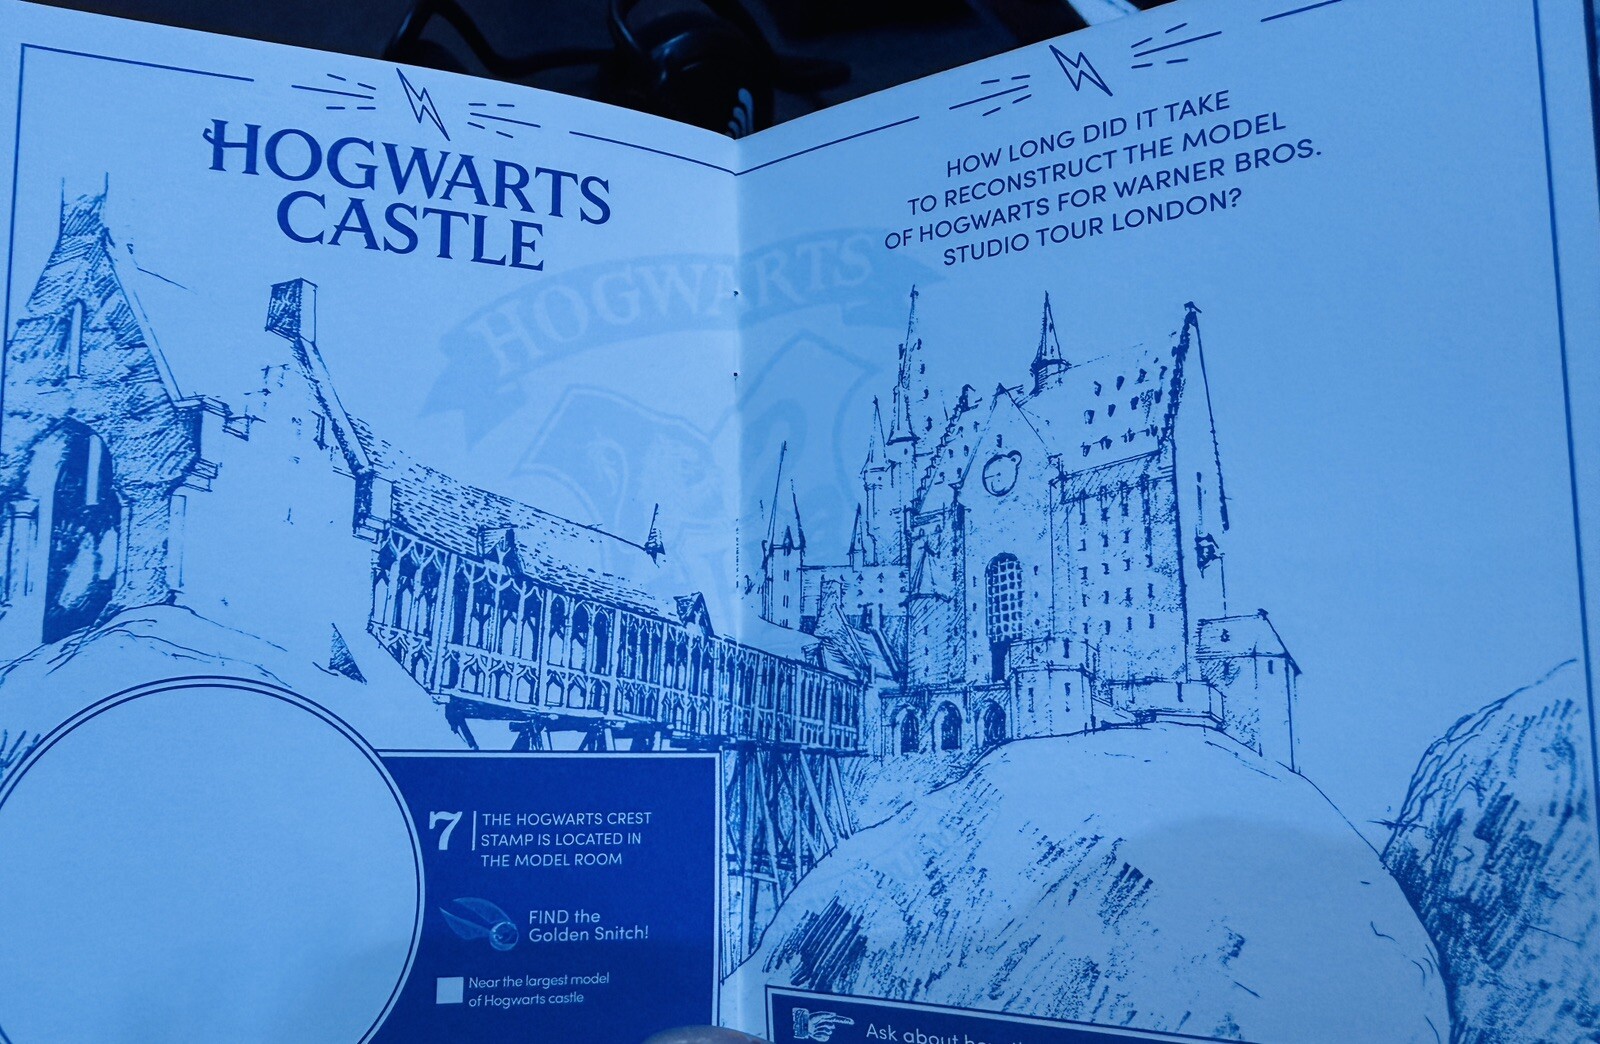 HOGWARTS
CASTLE
HOGWARTS
7
THE HOGWARTS CREST
STAMP IS LOCATED IN
THE MODEL ROOM
FIND the
Golden Snitch!
Near the largest model
of Hogwarts castle
HOW LONG DID IT TAKE
TO RECONSTRUCT THE MODEL
OF HOGWARTS FOR WARNER BROS.
STUDIO TOUR LONDON?
Ask about